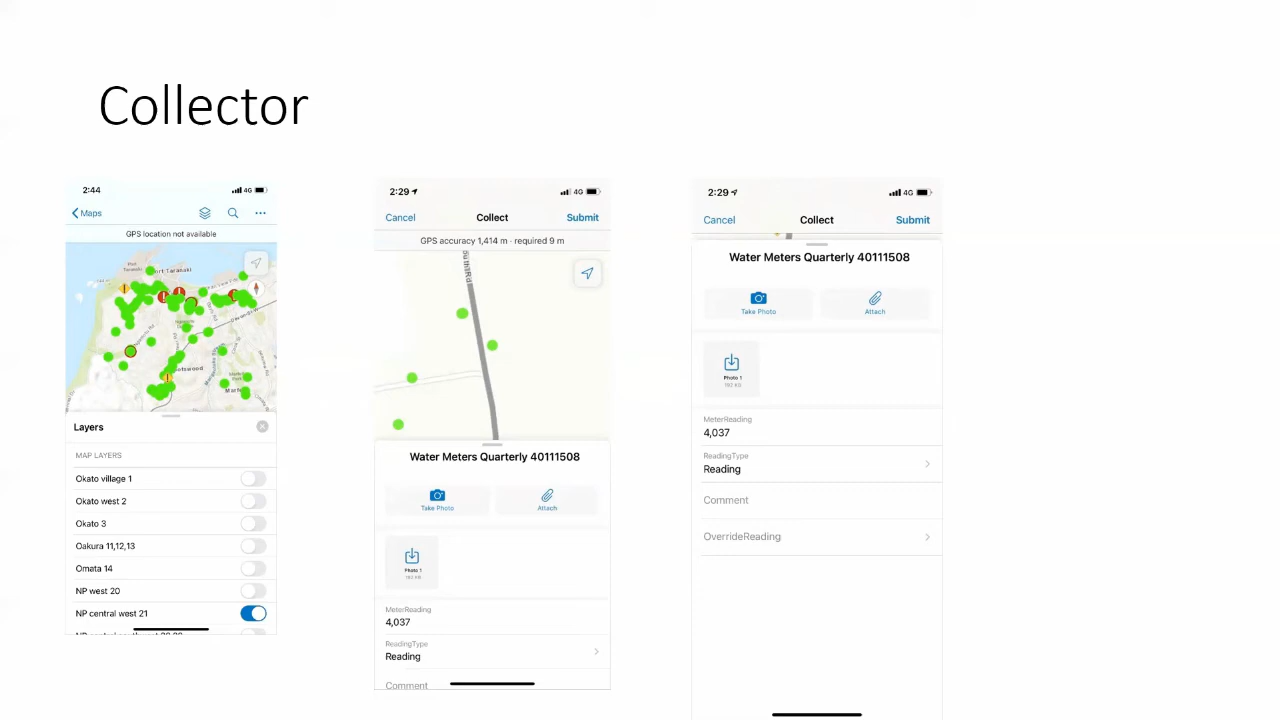 Collector
2:44
4G
Maps
GPS location not available
Port Taranaki
Layers
MAP LAYERS
Okato village 1
Okato west 2
Okato 3
Oakura 11,12,13
Omata 14
NP west 20
NP central west 21
2:29
4G
Cancel
Collect
Submit
GPS accuracy 1,414 m · required 9 m
Water Meters Quarterly 40111508
Take Photo
Attach
Photo 1
MeterReading
4,037
ReadingType
Reading
Comment
2:29
4G
Cancel
Collect
Submit
Water Meters Quarterly 40111508
Take Photo
Attach
Photo 1
MeterReading
4,037
ReadingType
Reading
Comment
OverrideReading